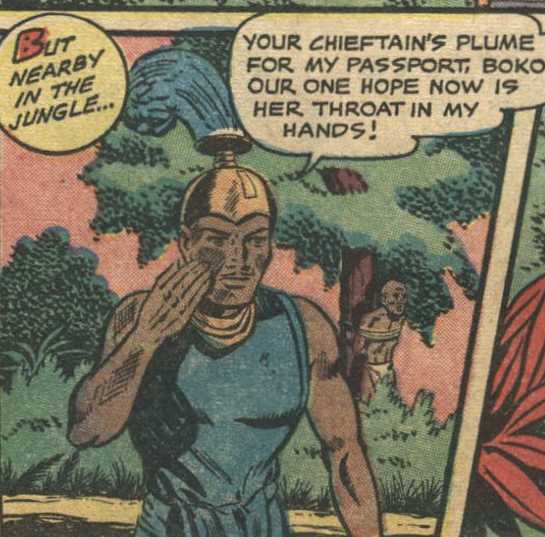 BUT
NEARBY
IN THE
JUNGLE...
YOUR CHIEFTAIN'S PLUME
FOR MY PASSPORT, BOKO
OUR ONE HOPE NOW IS
HER THROAT IN MY
HANDS!